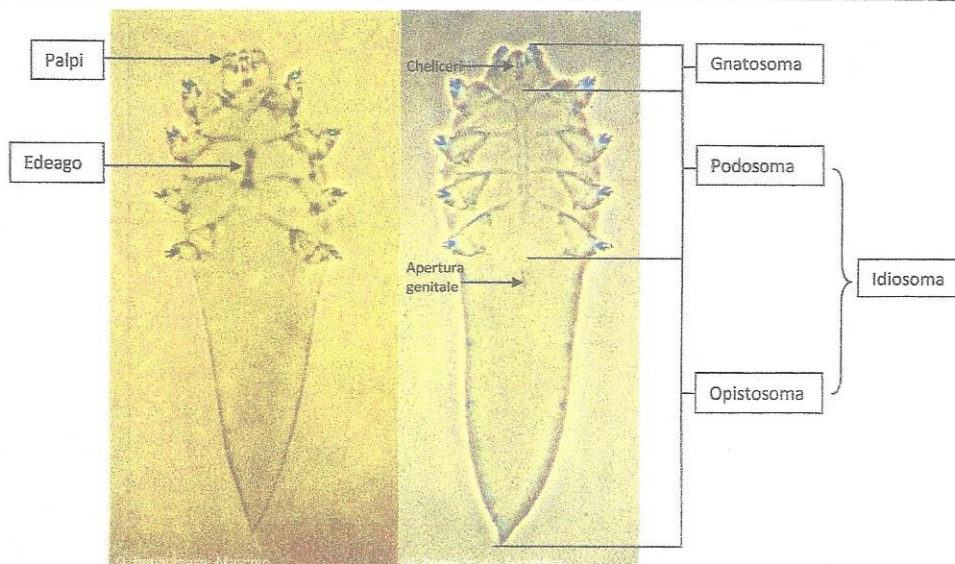 Palpi
Edeago
Cheliceri
Apertura
genitale
Gnatosoma
Podosoma
Opistosoma
Idiosoma